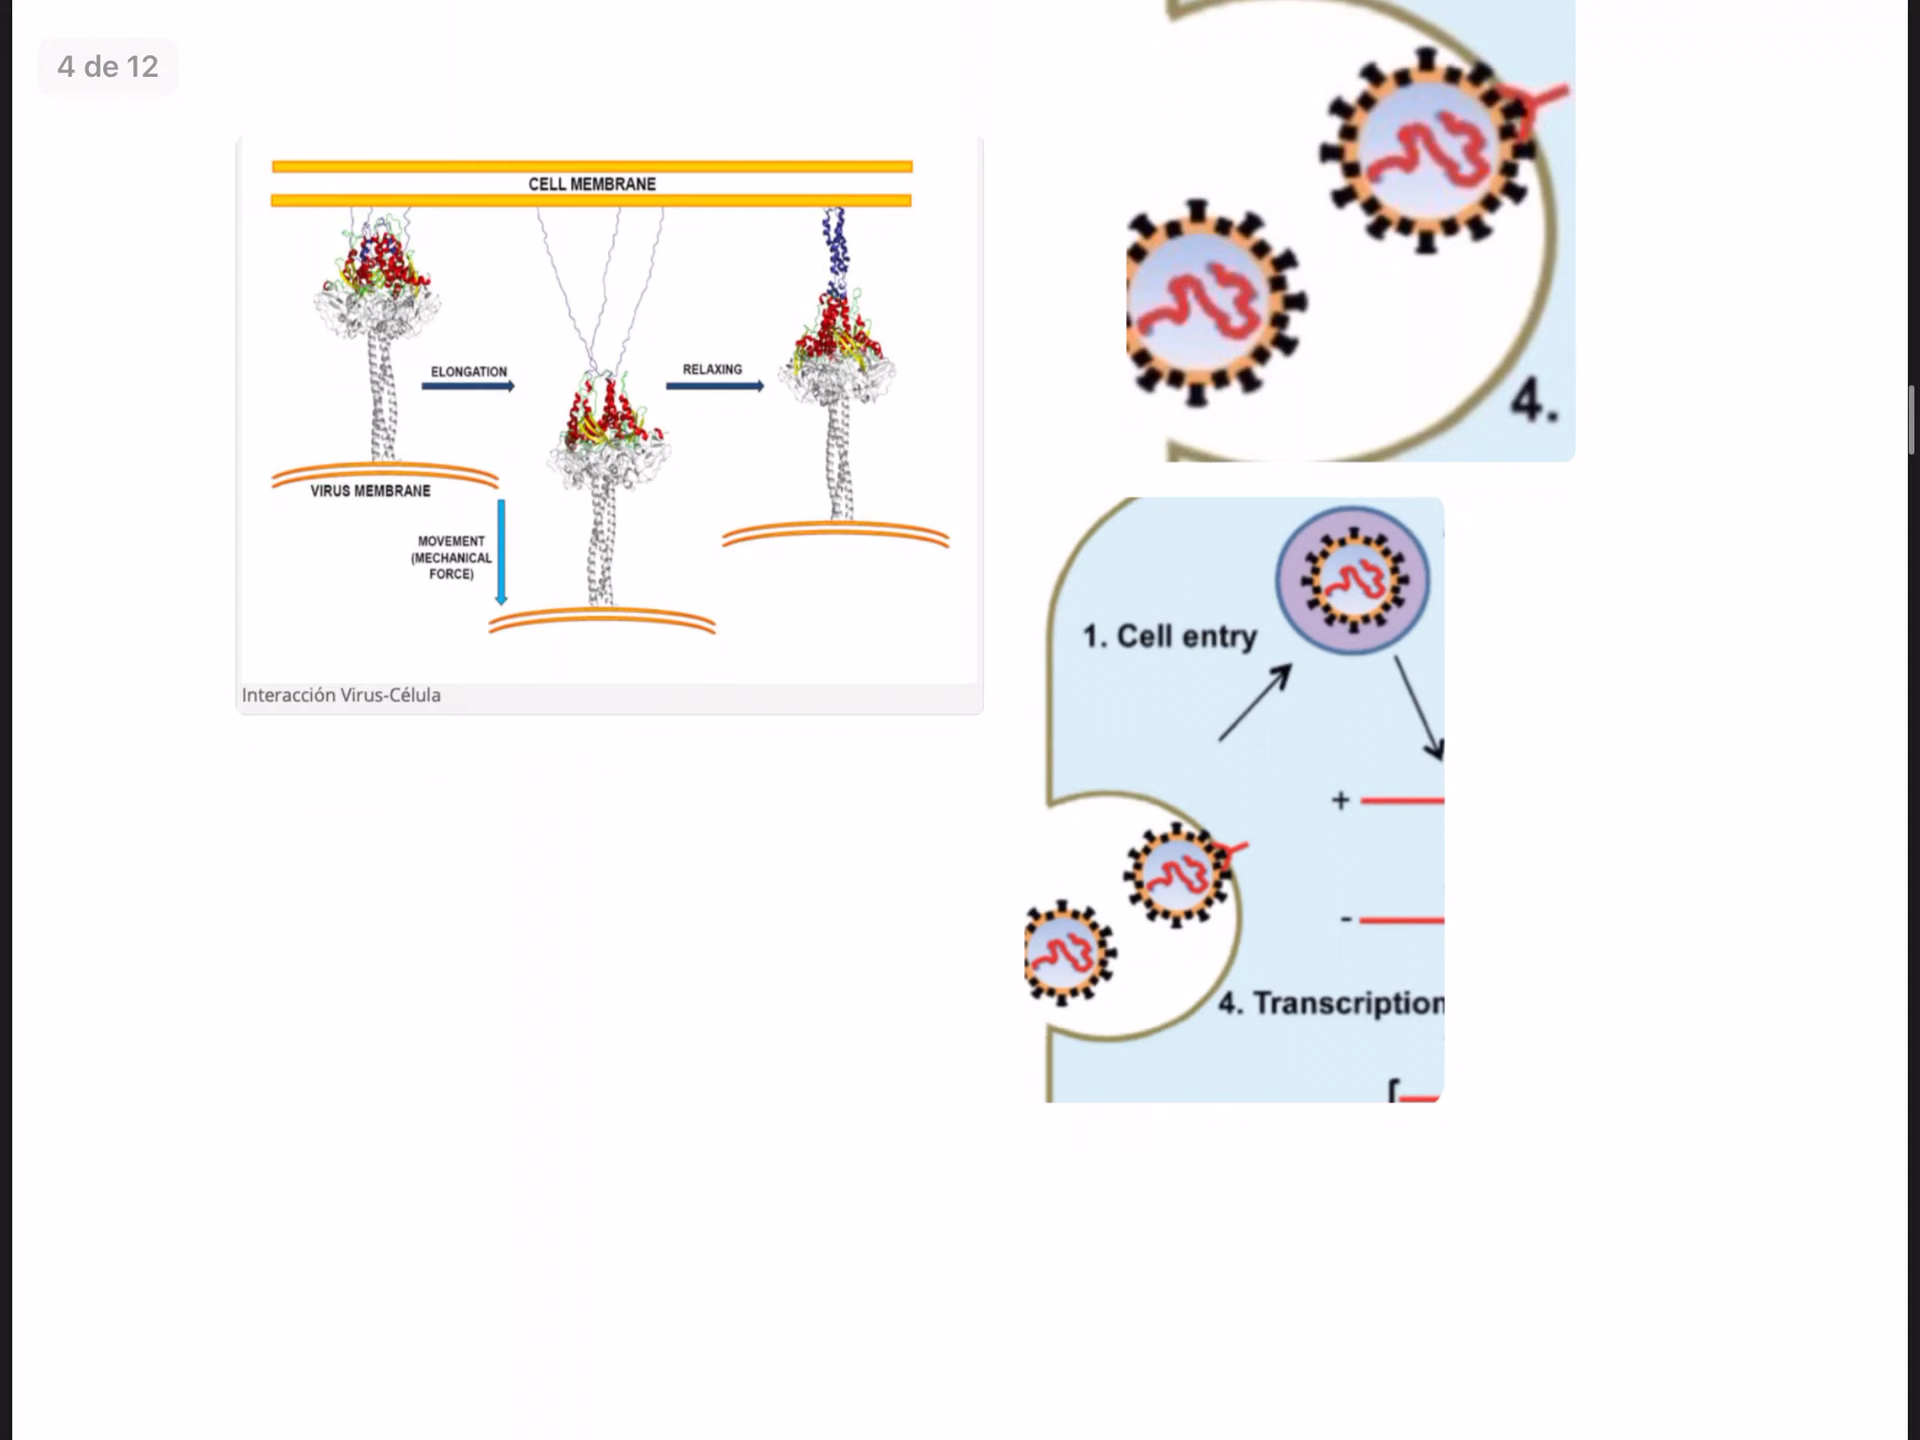 4 de 12
CELL MEMBRANE
ELONGATION
RELAXING
VIRUS MEMBRANE
MOVEMENT
(MECHANICAL
FORCE)
Interacción Virus-Célula
4.
1. Cell entry
+
-
4. Transcription
[